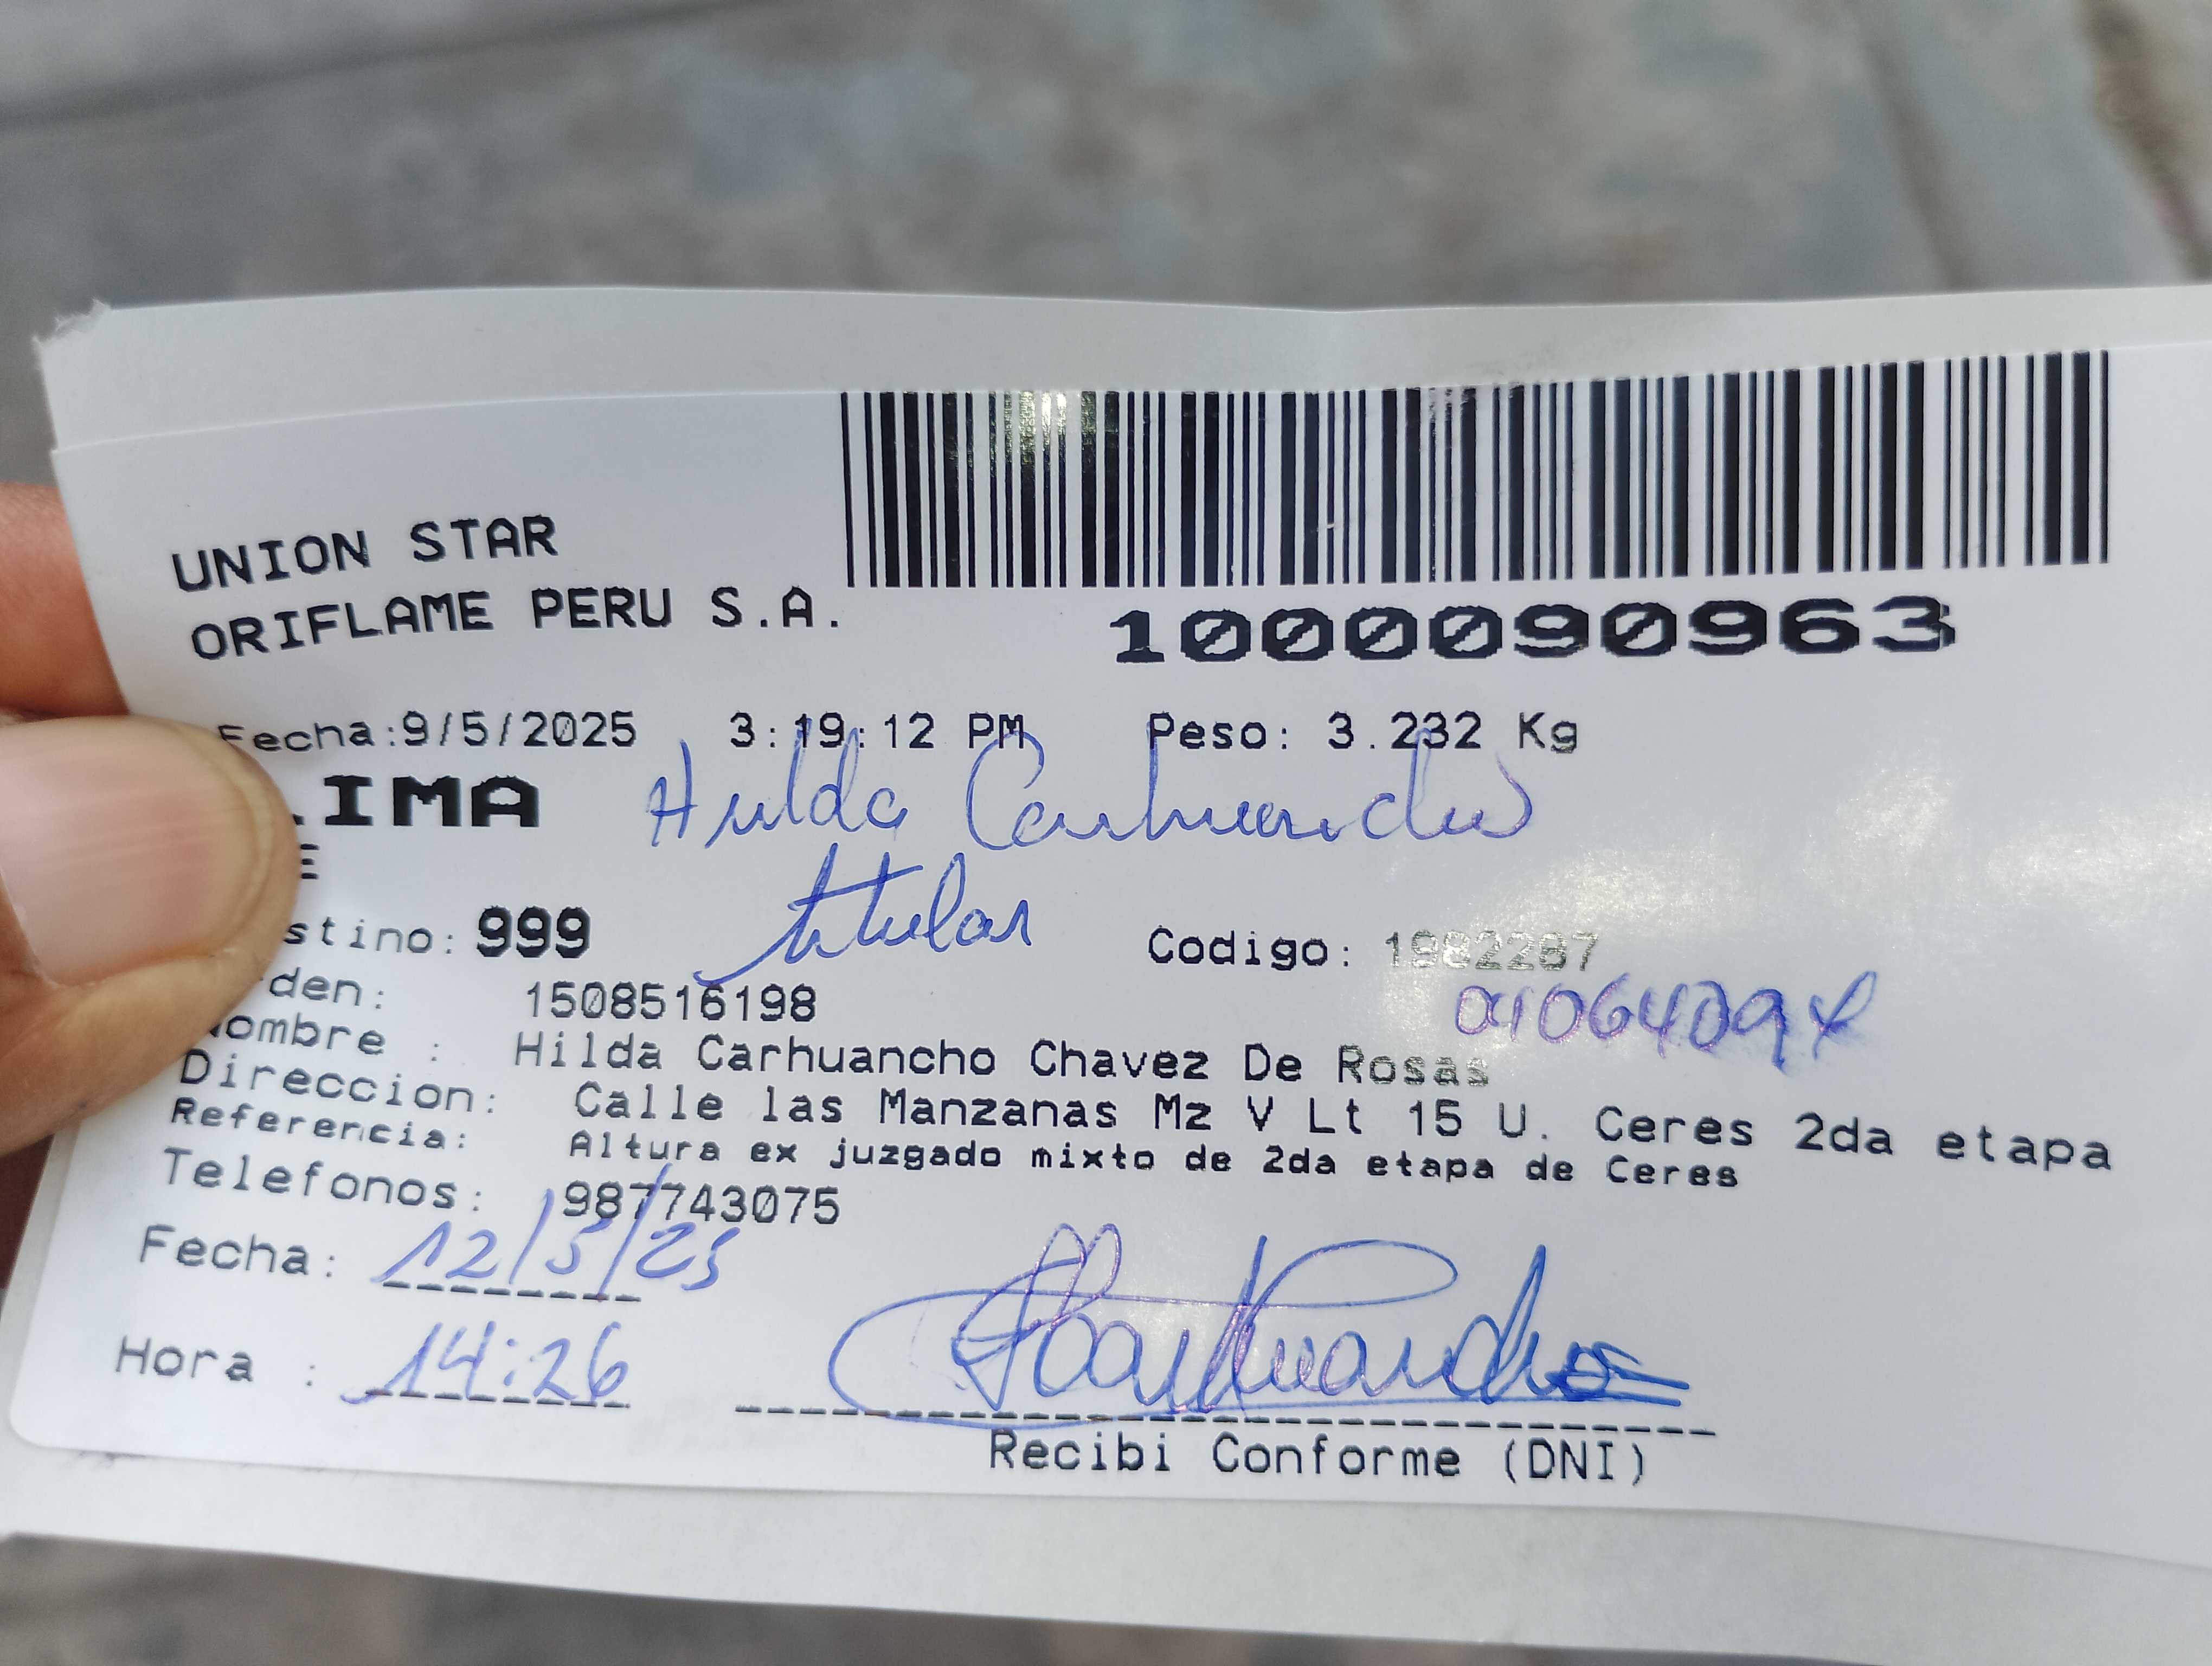 UNION STAR
ORIFLAME PERU S.A.
1000090963
Fecha:9/5/2025 3:19:12 PM Peso: 3.232 Kg
IMA Hilda Carhuancho
E
titular
stino: 999 Codigo: 1982287
den: 1508516198
ombre : Hilda Carhuancho Chavez De Rosas
Direccion: Calle las Manzanas Mz V Lt 15 U. Ceres 2da etapa
Referencia: Altura ex juzgado mixto de 2da etapa de Ceres
Telefonos: 987743075
Fecha: 12/5/25
Hora : 14:26
Recibi Conforme (DNI)